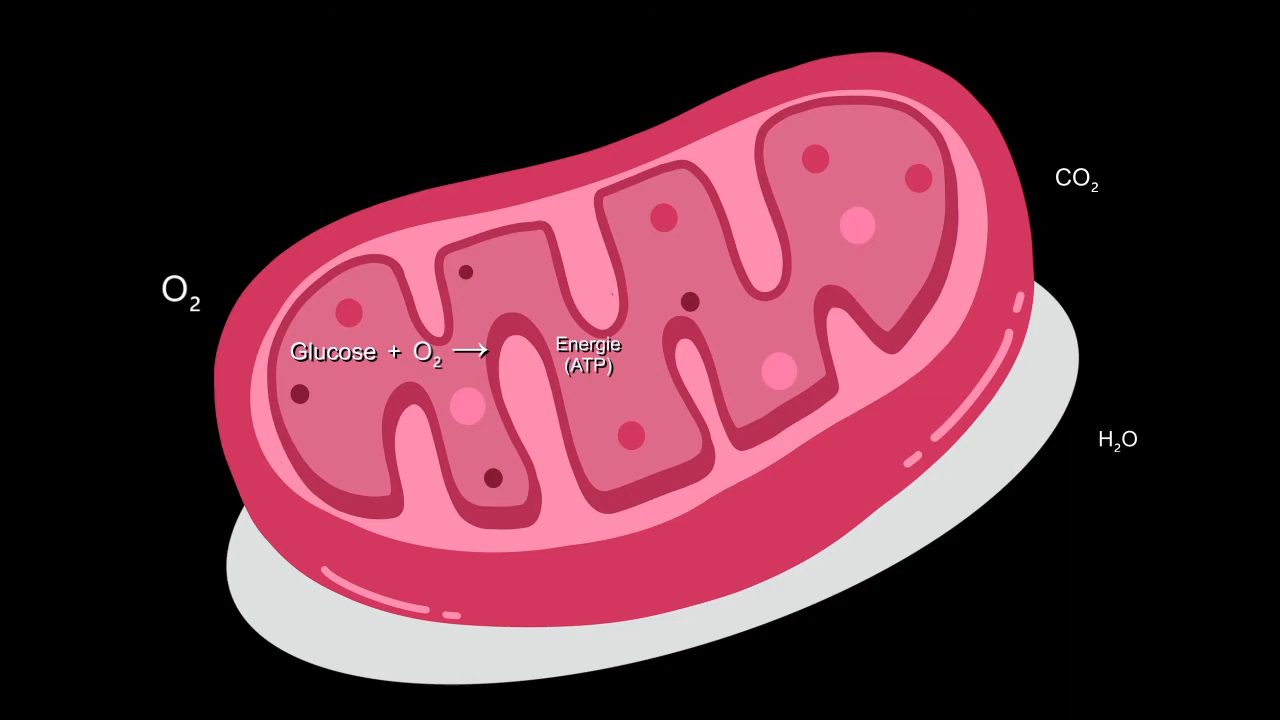 CO₂
O₂
Glucose + O₂ ⟶
Energie
(ATP)
H₂O